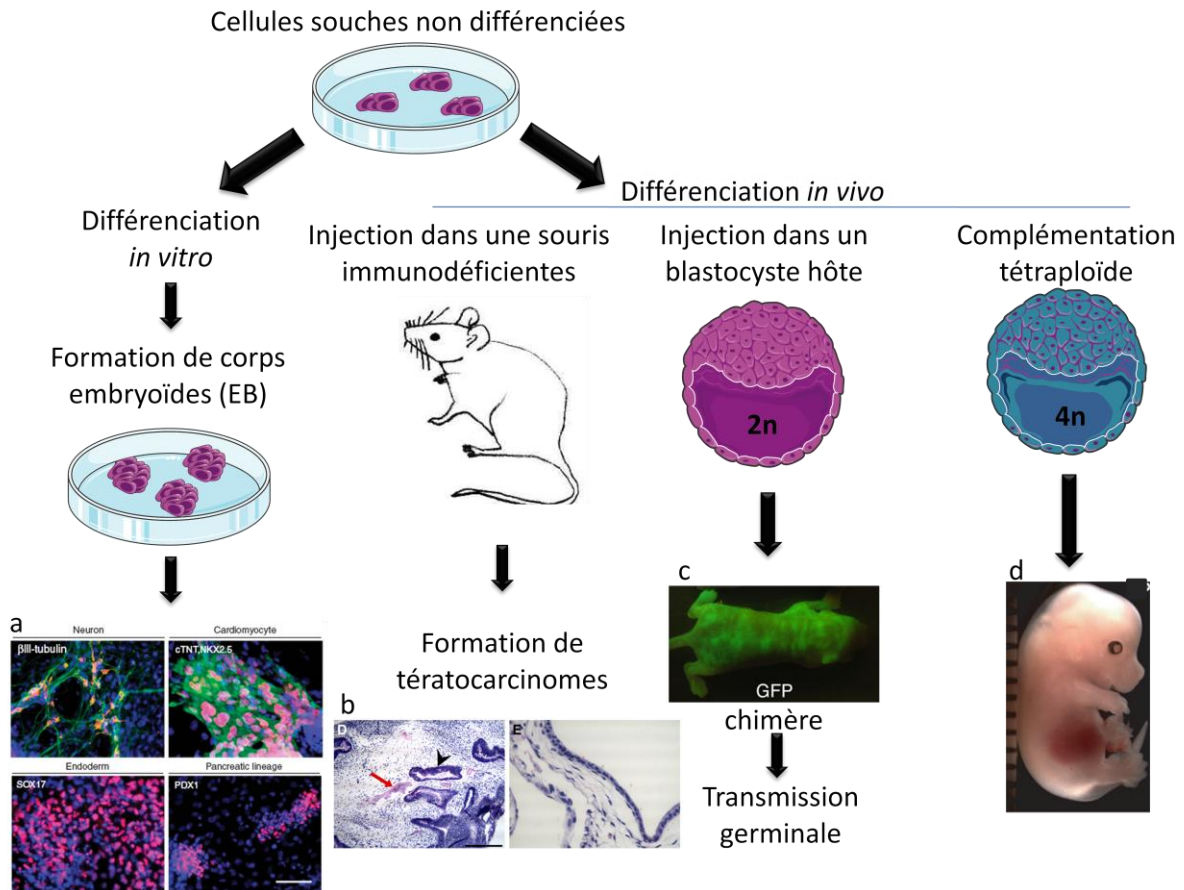 Cellules souches non différenciées
Différenciation in vivo
Différenciation
in vitro
Injection dans une souris
immunodéficientes
Injection dans un
blastocyste hôte
Complémentation
tétraploïde
Formation de corps
embryoïdes (EB)
2n
4n
a
Neuron
Cardiomyocyte
βIII-tubulin
cTNT,NKX2.5
Endoderm
Pancreatic lineage
SOX17
PDX1
Formation de
tératocarcinomes
b
D
E
c
GFP
chimère
Transmission
germinale
d